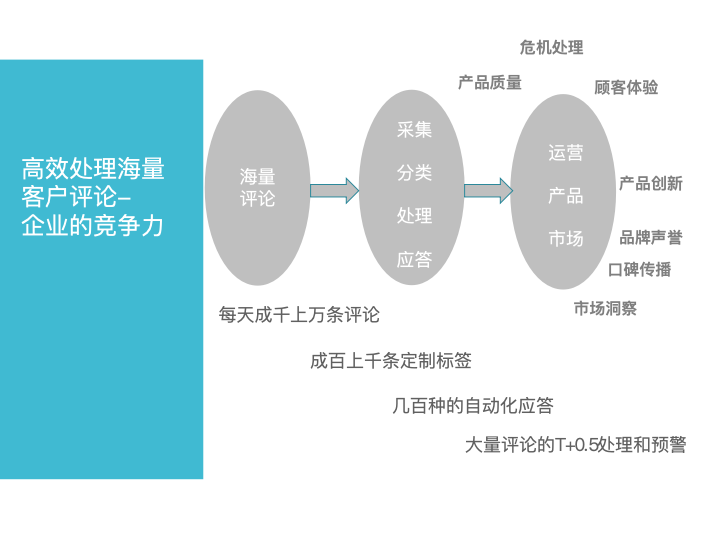 高效处理海量
客户评论–
企业的竞争力
海量
评论
采集
分类
处理
应答
运营
产品
市场
危机处理
产品质量
顾客体验
产品创新
品牌声誉
口碑传播
市场洞察
每天成千上万条评论
成百上千条定制标签
几百种的自动化应答
大量评论的T+0.5处理和预警